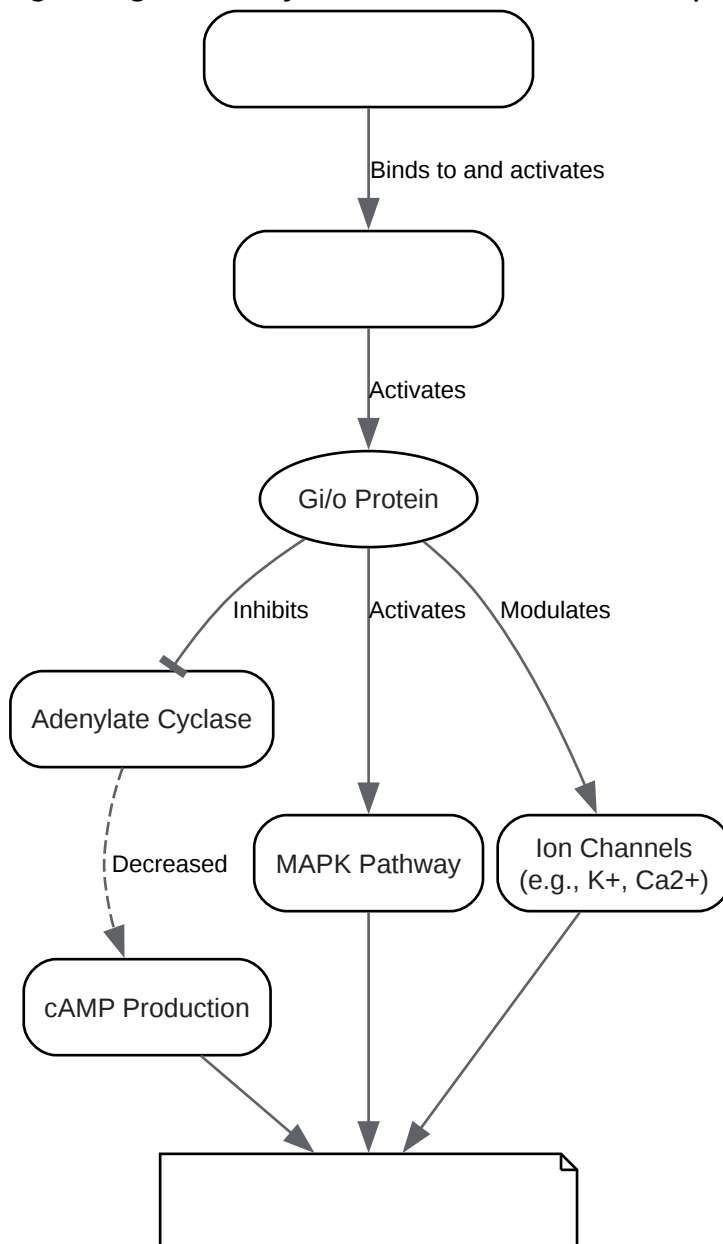 Binds to and activates
Activates
Gi/o Protein
Inhibits
Activates
Modulates
Adenylate Cyclase
Decreased
MAPK Pathway
Ion Channels
(e.g., K+, Ca2+)
cAMP Production